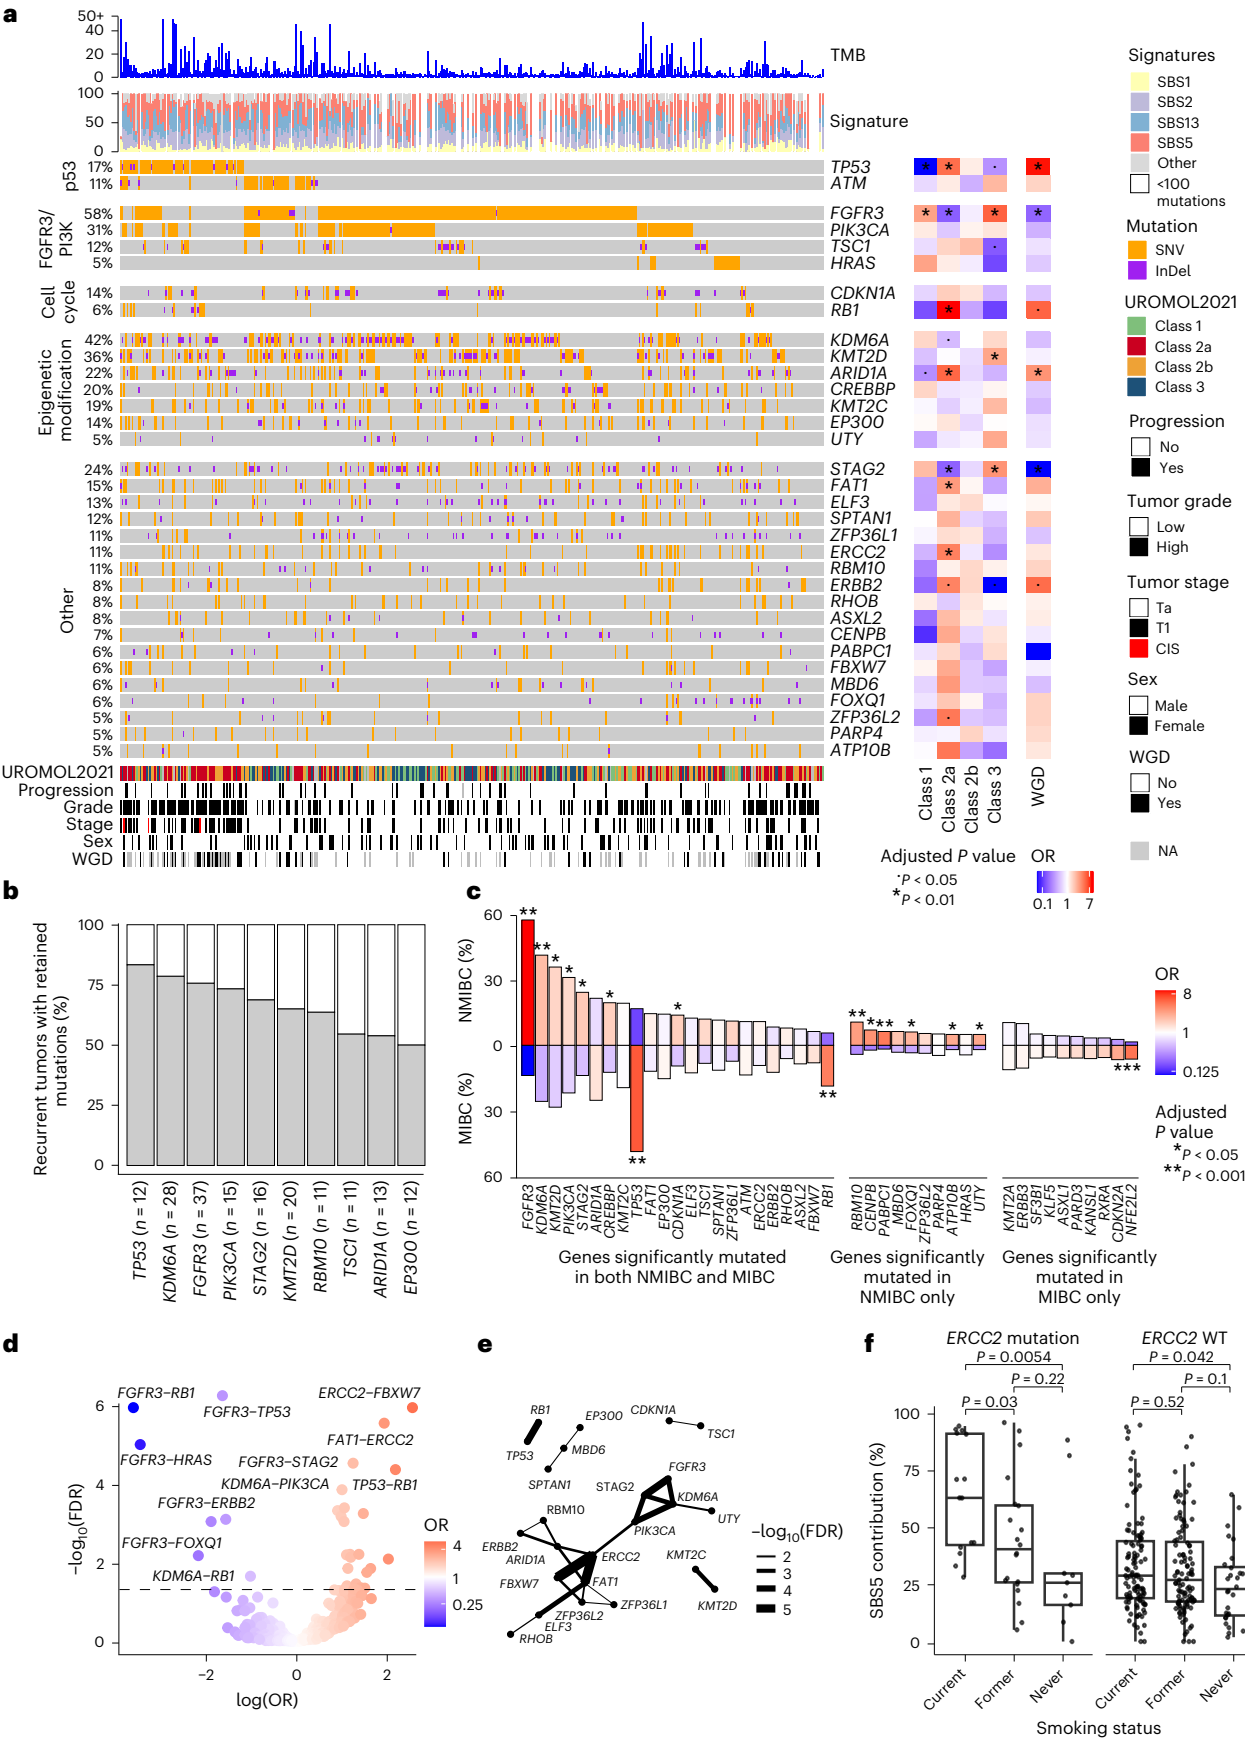 a
50+
40
20
0
TMB
100
50
0
Signature
p53
17% TP53
11% ATM
FGFR3/
PI3K
58% FGFR3
31% PIK3CA
12% TSC1
5% HRAS
Cell
cycle
14% CDKN1A
6% RB1
Epigenetic
modification
42% KDM6A
36% KMT2D
22% ARID1A
20% CREBBP
19% KMT2C
14% EP300
5% UTY
Other
24% STAG2
15% FAT1
13% ELF3
12% SPTAN1
11% ZFP36L1
11% ERCC2
11% RBM10
8% ERBB2
8% RHOB
8% ASXL2
7% CENPB
6% PABPC1
6% FBXW7
6% MBD6
6% FOXQ1
5% ZFP36L2
5% PARP4
5% ATP10B
UROMOL2021
Progression
Grade
Stage
Sex
WGD
Class 1
Class 2a
Class 2b
Class 3
WGD
Adjusted P value
·P < 0.05
*P < 0.01
OR
0.1 1 7
Signatures
SBS1
SBS2
SBS13
SBS5
Other
<100
mutations
Mutation
SNV
InDel
UROMOL2021
Class 1
Class 2a
Class 2b
Class 3
Progression
No
Yes
Tumor grade
Low
High
Tumor stage
Ta
T1
CIS
Sex
Male
Female
WGD
No
Yes
NA
b
Recurrent tumors with retained
mutations (%)
100
75
50
25
0
TP53 (n = 12)
KDM6A (n = 28)
FGFR3 (n = 37)
PIK3CA (n = 15)
STAG2 (n = 16)
KMT2D (n = 20)
RBM10 (n = 11)
TSC1 (n = 11)
ARID1A (n = 13)
EP300 (n = 12)
c
NMIBC (%)
MIBC (%)
60
30
0
30
60
** ** * * * * * ** ** ** * ** * * * ***
FGFR3
KDM6A
KMT2D
PIK3CA
STAG2
ARID1A
CREBBP
KMT2C
TP53
FAT1
EP300
CDKN1A
ELF3
TSC1
SPTAN1
ZFP36L1
ATM
ERCC2
ERBB2
RHOB
ASXL2
FBXW7
RB1
Genes significantly mutated
in both NMIBC and MIBC
RBM10
CENPB
PABPC1
MBD6
FOXQ1
ZFP36L2
PARP4
ATP10B
HRAS
UTY
Genes significantly
mutated in
NMIBC only
KMT2A
ERBB3
SF3B1
KLF5
ASXL1
PARD3
KANSL1
RXRA
CDKN2A
NFE2L2
Genes significantly
mutated in
MIBC only
OR
8
1
0.125
Adjusted
P value
*P < 0.05
**P < 0.001
d
−log10(FDR)
6
4
2
0
−2 0 2
log(OR)
FGFR3−RB1
FGFR3−TP53
ERCC2−FBXW7
FAT1−ERCC2
FGFR3−HRAS
FGFR3−STAG2
KDM6A−PIK3CA
TP53−RB1
FGFR3−ERBB2
FGFR3−FOXQ1
KDM6A−RB1
OR
4
1
0.25
e
RB1
TP53
EP300
MBD6
SPTAN1
CDKN1A
TSC1
FGFR3
STAG2
KDM6A
UTY
PIK3CA
RBM10
ERBB2
ARID1A
ERCC2
FBXW7
FAT1
ZFP36L2
ZFP36L1
ELF3
RHOB
KMT2C
KMT2D
−log10(FDR)
2
3
4
5
f
ERCC2 mutation
P = 0.0054
P = 0.22
P = 0.03
ERCC2 WT
P = 0.042
P = 0.1
P = 0.52
SBS5 contribution (%)
100
75
50
25
0
Current
Former
Never
Current
Former
Never
Smoking status